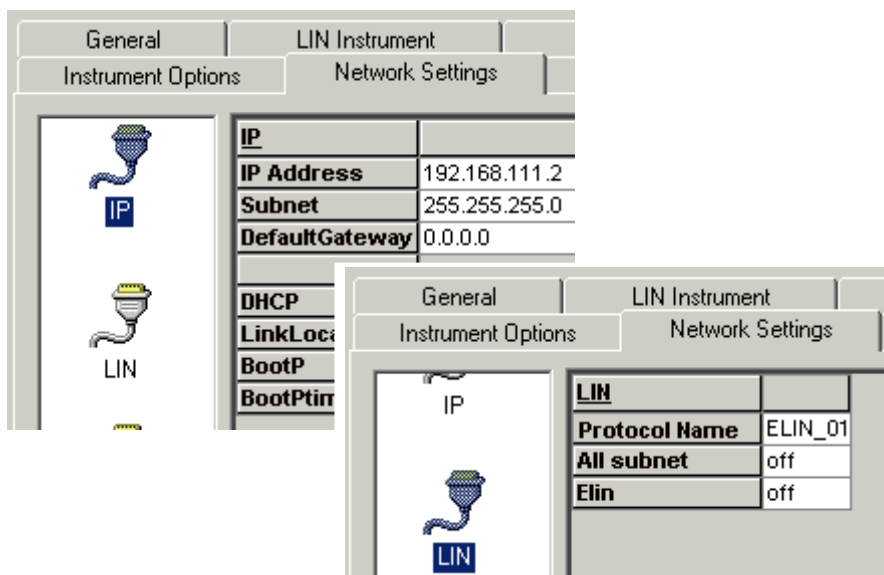 General LIN Instrument
Instrument Options Network Settings
IP
IP Address 192.168.111.2
Subnet 255.255.255.0
DefaultGateway 0.0.0.0
DHCP
BootP
IP
LIN
General LIN Instrument
Instrument Options Network Settings
LIN
Protocol Name ELIN_01
All subnet off
Elin off
IP
LIN